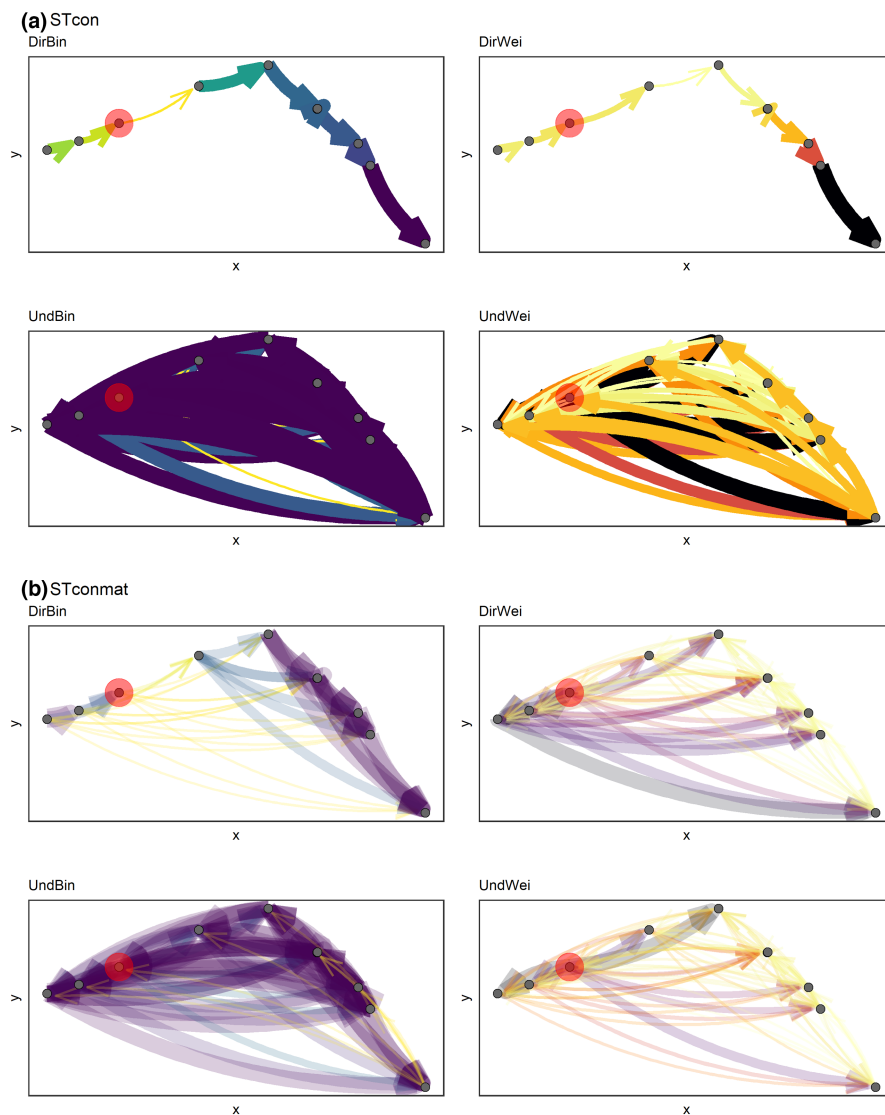 (a) STcon
DirBin
DirWei
y
y
x
x
UndBin
UndWei
y
y
x
x
(b) STconmat
DirBin
DirWei
y
y
x
x
UndBin
UndWei
y
y
x
x